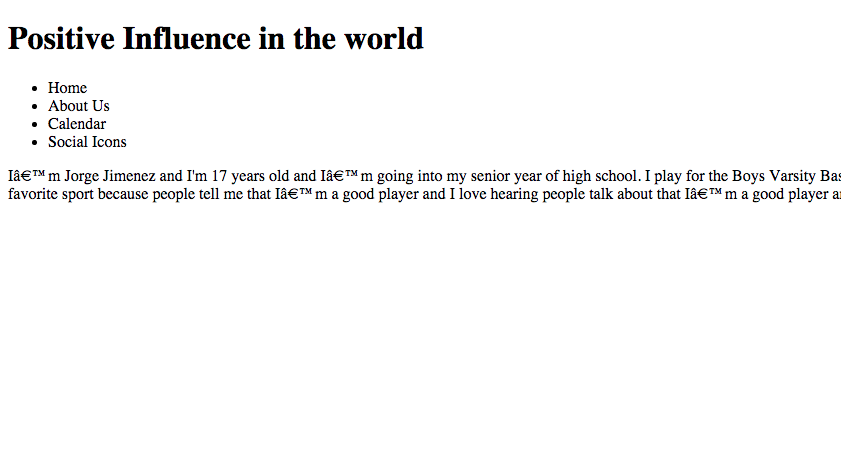 Positive Influence in the world
Home
About Us
Calendar
Social Icons
Iâ€™m Jorge Jimenez and I'm 17 years old and Iâ€™m going into my senior year of high school. I play for the Boys Varsity
favorite sport because people tell me that Iâ€™m a good player and I love hearing people talk about that Iâ€™m a good player